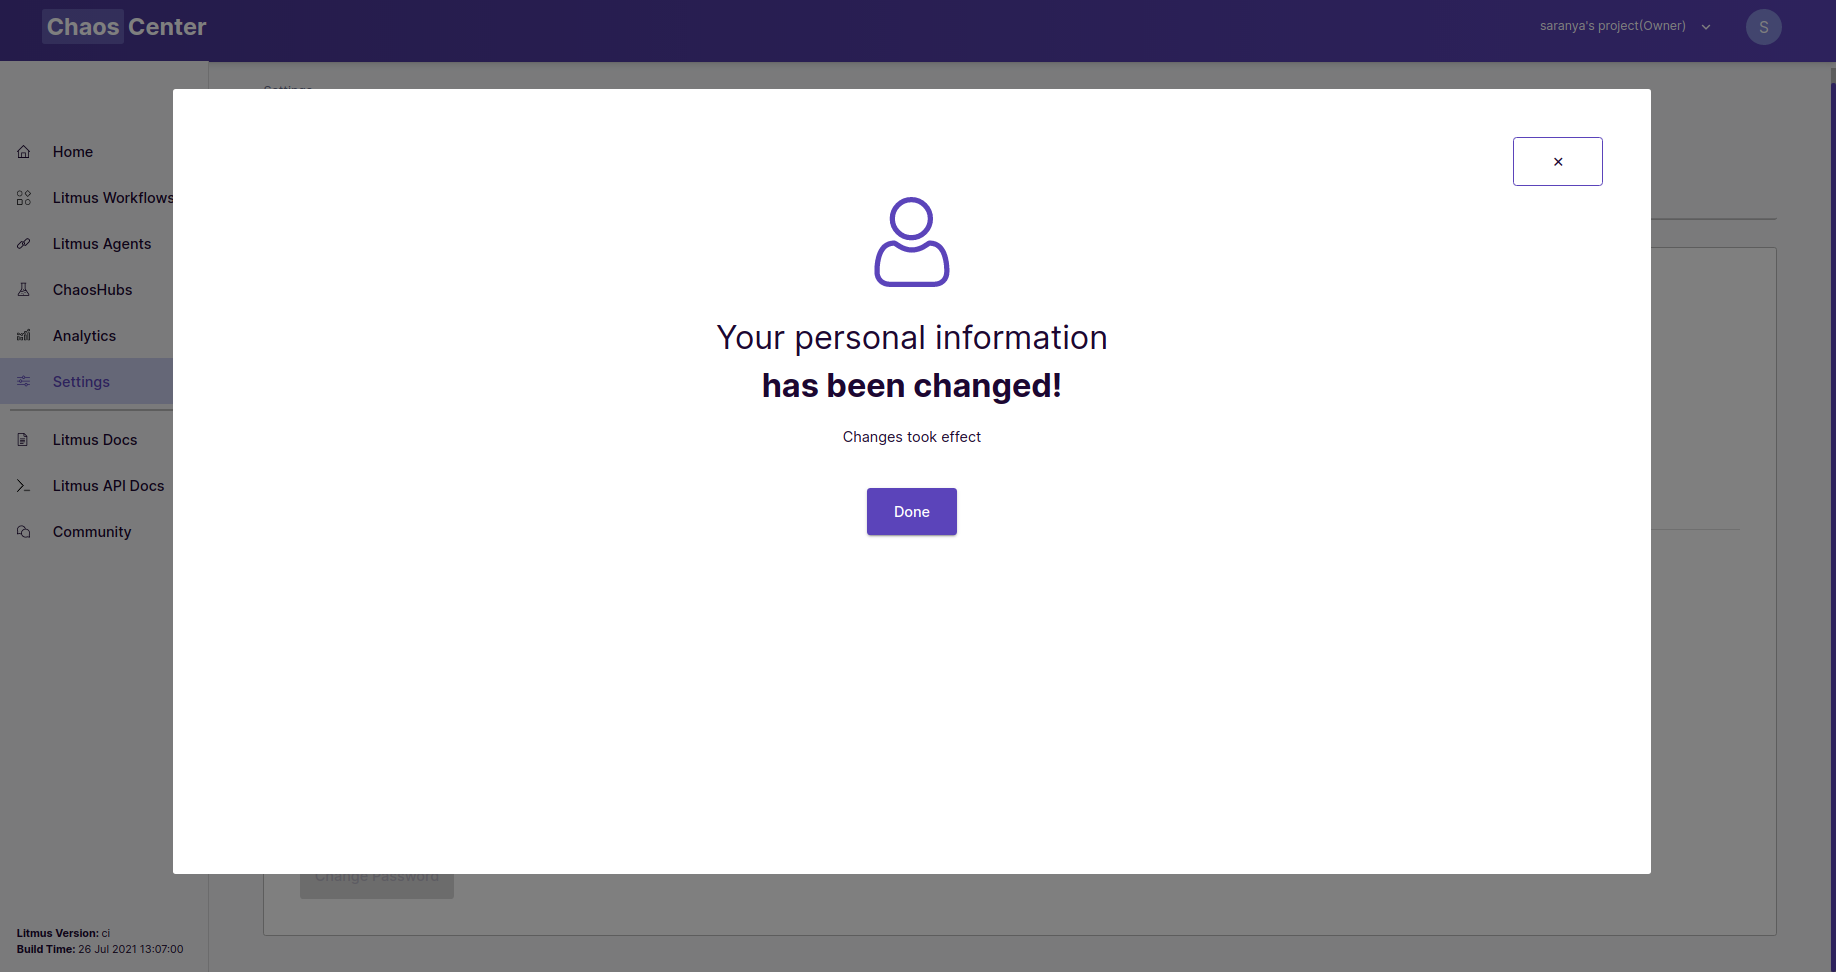 Chaos Center
saranya's project(Owner)
S
Settings
Home
Litmus Workflows
Litmus Agents
ChaosHubs
Analytics
Settings
Litmus Docs
Litmus API Docs
Community
×
Your personal information
has been changed!
Changes took effect
Done
Change Password
Litmus Version: ci
Build Time: 26 Jul 2021 13:07:00